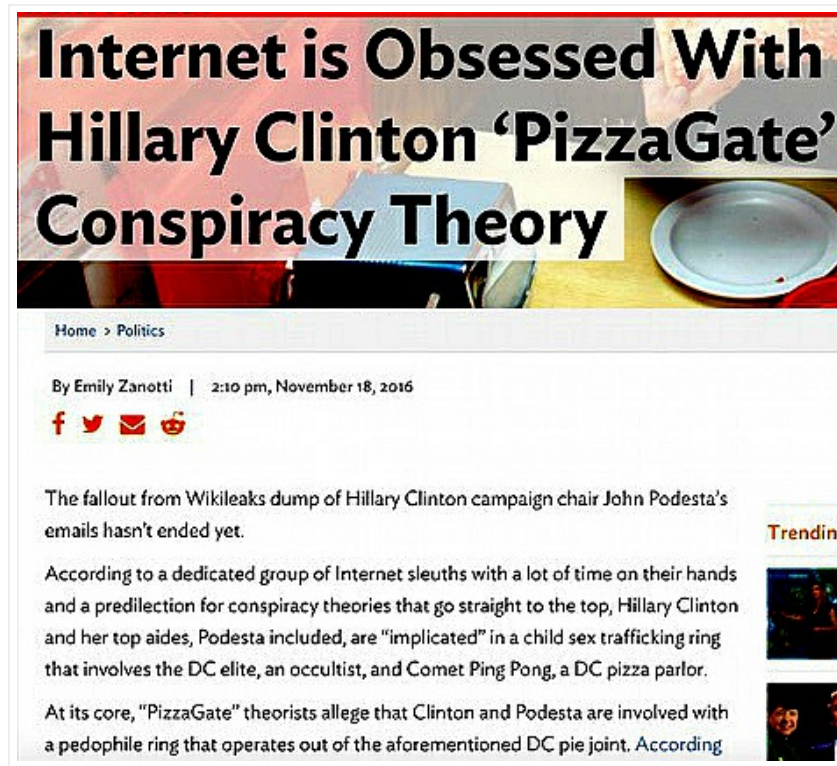 Internet is Obsessed With
Hillary Clinton ‘PizzaGate’
Conspiracy Theory
Home > Politics
By Emily Zanotti | 2:10 pm, November 18, 2016
The fallout from Wikileaks dump of Hillary Clinton campaign chair John Podesta’s
emails hasn’t ended yet.
According to a dedicated group of Internet sleuths with a lot of time on their hands
and a predilection for conspiracy theories that go straight to the top, Hillary Clinton
and her top aides, Podesta included, are “implicated” in a child sex trafficking ring
that involves the DC elite, an occultist, and Comet Ping Pong, a DC pizza parlor.
At its core, “PizzaGate” theorists allege that Clinton and Podesta are involved with
a pedophile ring that operates out of the aforementioned DC pie joint. According
Trendin